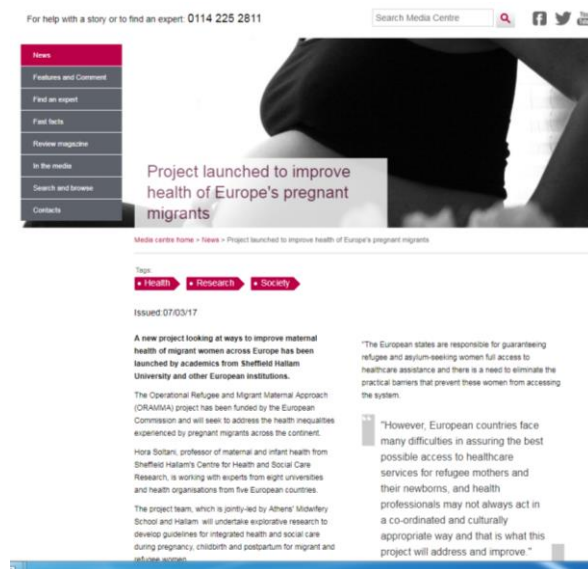 For help with a story or to find an expert: 0114 225 2811
Search Media Centre
News
Features and Comment
Find an expert
Fast facts
Review magazine
In the media
Search and browse
Contacts
Project launched to improve
health of Europe's pregnant
migrants
Media centre home > News > Project launched to improve health of Europe's pregnant migrants
Tags:
Health
Research
Society
Issued:07/03/17
A new project looking at ways to improve maternal
health of migrant women across Europe has been
launched by academics from Sheffield Hallam
University and other European institutions.
The Operational Refugee and Migrant Maternal Approach
(ORAMMA) project has been funded by the European
Commission and will seek to address the health inequalities
experienced by pregnant migrants across the continent.
Hora Soltani, professor of maternal and infant health from
Sheffield Hallam's Centre for Health and Social Care
Research, is working with experts from eight universities
and health organisations from five European countries.
The project team, which is jointly-led by Athens' Midwifery
School and Hallam will undertake explorative research to
develop guidelines for integrated health and social care
during pregnancy, childbirth and postpartum for migrant and
refugee women.
"The European states are responsible for guaranteeing
refugee and asylum-seeking women full access to
healthcare assistance and there is a need to eliminate the
practical barriers that prevent these women from accessing
the system.
"However, European countries face
many difficulties in assuring the best
possible access to healthcare
services for refugee mothers and
their newborns, and health
professionals may not always act in
a co-ordinated and culturally
appropriate way and that is what this
project will address and improve."